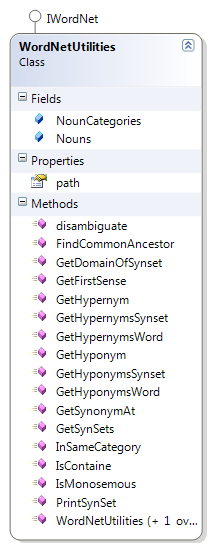 IWordNet
WordNetUtilities
Class
Fields
NounCategories
Nouns
Properties
path
Methods
disambiguate
FindCommonAncestor
GetDomainOfSynset
GetFirstSense
GetHypernym
GetHypernymsSynset
GetHypernymsWord
GetHyponym
GetHyponymsSynset
GetHyponymsWord
GetSynonymAt
GetSynSets
InSameCategory
IsContaine
IsMonosemous
PrintSynSet
WordNetUtilities (+ 1 ov...